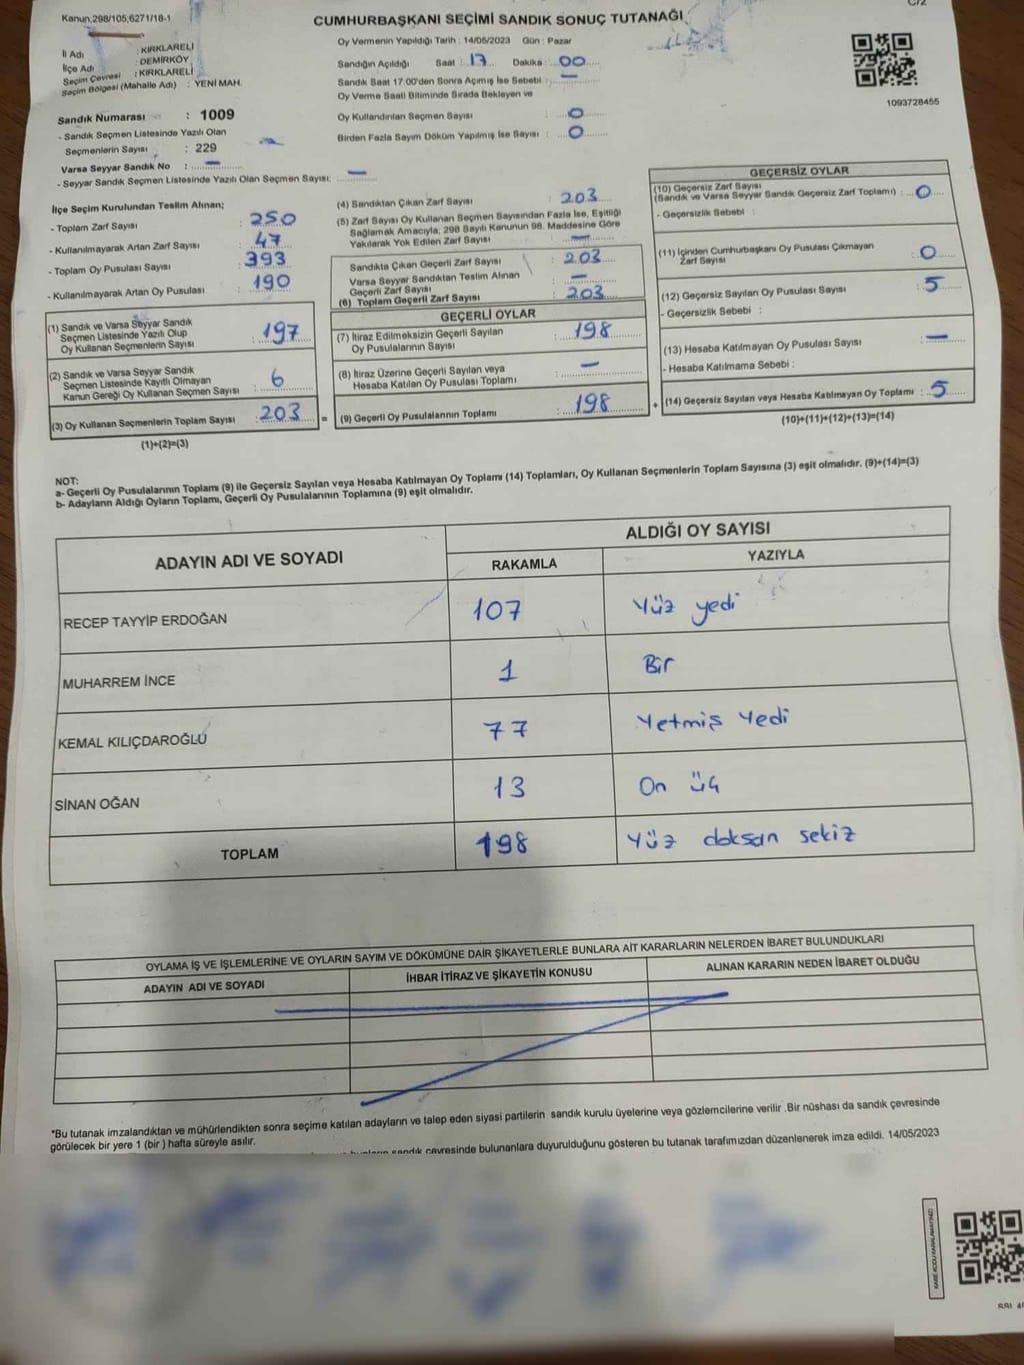 C/2
Kanun,298/105,6271/18-1
CUMHURBAŞKANI SEÇİMİ SANDIK SONUÇ TUTANAĞI
İl Adı : KIRKLARELİ
İlçe Adı : DEMİRKÖY
Seçim Çevresi : KIRKLARELİ
Seçim Bölgesi (Mahalle Adı) : YENİ MAH.
Sandık Numarası : 1009
- Sandık Seçmen Listesinde Yazılı Olan
Seçmenlerin Sayısı : 229
Varsa Seyyar Sandık No : —
- Seyyar Sandık Seçmen Listesinde Yazılı Olan Seçmen Sayısı: —
Oy Vermenin Yapıldığı Tarih : 14/05/2023 Gün : Pazar
Sandığın Açıldığı Saat : 17 Dakika : 00
Sandık Saat 17:00'den Sonra Açımış İse Sebebi : —
Oy Verme Saati Bitiminde Sırada Bekleyen ve
Oy Kullandırılan Seçmen Sayısı : 0
Birden Fazla Sayım Döküm Yapılmış İse Sayısı : 0
1093728455
İlçe Seçim Kurulundan Teslim Alınan;
- Toplam Zarf Sayısı : 250
- Kullanılmayarak Artan Zarf Sayısı : 47
- Toplam Oy Pusulası Sayısı : 393
- Kullanılmayarak Artan Oy Pusulası : 190
(1) Sandık ve Varsa Seyyar Sandık
Seçmen Listesinde Yazılı Olup
Oy Kullanan Seçmenlerin Sayısı : 197
(2) Sandık ve Varsa Seyyar Sandık
Seçmen Listesinde Kayıtlı Olmayan
Kanun Gereği Oy Kullanan Seçmen Sayısı : 6
(3) Oy Kullanan Seçmenlerin Toplam Sayısı : 203
(1)+(2)=(3)
(4) Sandıktan Çıkan Zarf Sayısı : 203
(5) Zarf Sayısı Oy Kullanan Seçmen Sayısından Fazla İse, Eşitliği
Sağlamak Amacıyla, 298 Sayılı Kanunun 98. Maddesine Göre
Yakılarak Yok Edilen Zarf Sayısı : —
Sandıkta Çıkan Geçerli Zarf Sayısı : 203
Varsa Seyyar Sandıktan Teslim Alınan
Geçerli Zarf Sayısı : —
(6) Toplam Geçerli Zarf Sayısı : 203
GEÇERLİ OYLAR
(7) İtiraz Edilmeksizin Geçerli Sayılan
Oy Pusulalarının Sayısı : 198
(8) İtiraz Üzerine Geçerli Sayılan veya
Hesaba Katılan Oy Pusulası Toplamı : —
= (9) Geçerli Oy Pusulalarının Toplamı : 198
GEÇERSİZ OYLAR
(10) Geçersiz Zarf Sayısı
(Sandık ve Varsa Seyyar Sandık Geçersiz Zarf Toplamı) : 0
- Geçersizlik Sebebi :
(11) İçinden Cumhurbaşkanı Oy Pusulası Çıkmayan
Zarf Sayısı : 0
(12) Geçersiz Sayılan Oy Pusulası Sayısı : 5
- Geçersizlik Sebebi :
(13) Hesaba Katılmayan Oy Pusulası Sayısı : —
- Hesaba Katılmama Sebebi :
+ (14) Geçersiz Sayılan veya Hesaba Katılmayan Oy Toplamı : 5
(10)+(11)+(12)+(13)=(14)
NOT:
a- Geçerli Oy Pusulalarının Toplamı (9) ile Geçersiz Sayılan veya Hesaba Katılmayan Oy Toplamı (14) Toplamları, Oy Kullanan Seçmenlerin Toplam Sayısına (3) eşit olmalıdır. (9)+(14)=(3)
b- Adayların Aldığı Oyların Toplamı, Geçerli Oy Pusulalarının Toplamına (9) eşit olmalıdır.
ADAYIN ADI VE SOYADI
ALDIĞI OY SAYISI
RAKAMLA YAZIYLA
RECEP TAYYİP ERDOĞAN 107 Yüz yedi
MUHARREM İNCE 1 Bir
KEMAL KILIÇDAROĞLU 77 Yetmiş Yedi
SİNAN OĞAN 13 On üç
TOPLAM 198 Yüz doksan sekiz
OYLAMA İŞ VE İŞLEMLERİNE VE OYLARIN SAYIM VE DÖKÜMÜNE DAİR ŞİKAYETLERLE BUNLARA AİT KARARLARIN NELERDEN İBARET BULUNDUKLARI
ADAYIN ADI VE SOYADI İHBAR İTİRAZ VE ŞİKAYETİN KONUSU ALINAN KARARIN NEDEN İBARET OLDUĞU
*Bu tutanak imzalandıktan ve mühürlendikten sonra seçime katılan adayların ve talep eden siyasi partilerin sandık kurulu üyelerine veya gözlemcilerine verilir .Bir nüshası da sandık çevresinde
görülecek bir yere 1 (bir ) hafta süreyle asılır.
sandık çevresinde bulunanlara duyurulduğunu gösteren bu tutanak tarafımızdan düzenlenerek imza edildi. 14/05/2023